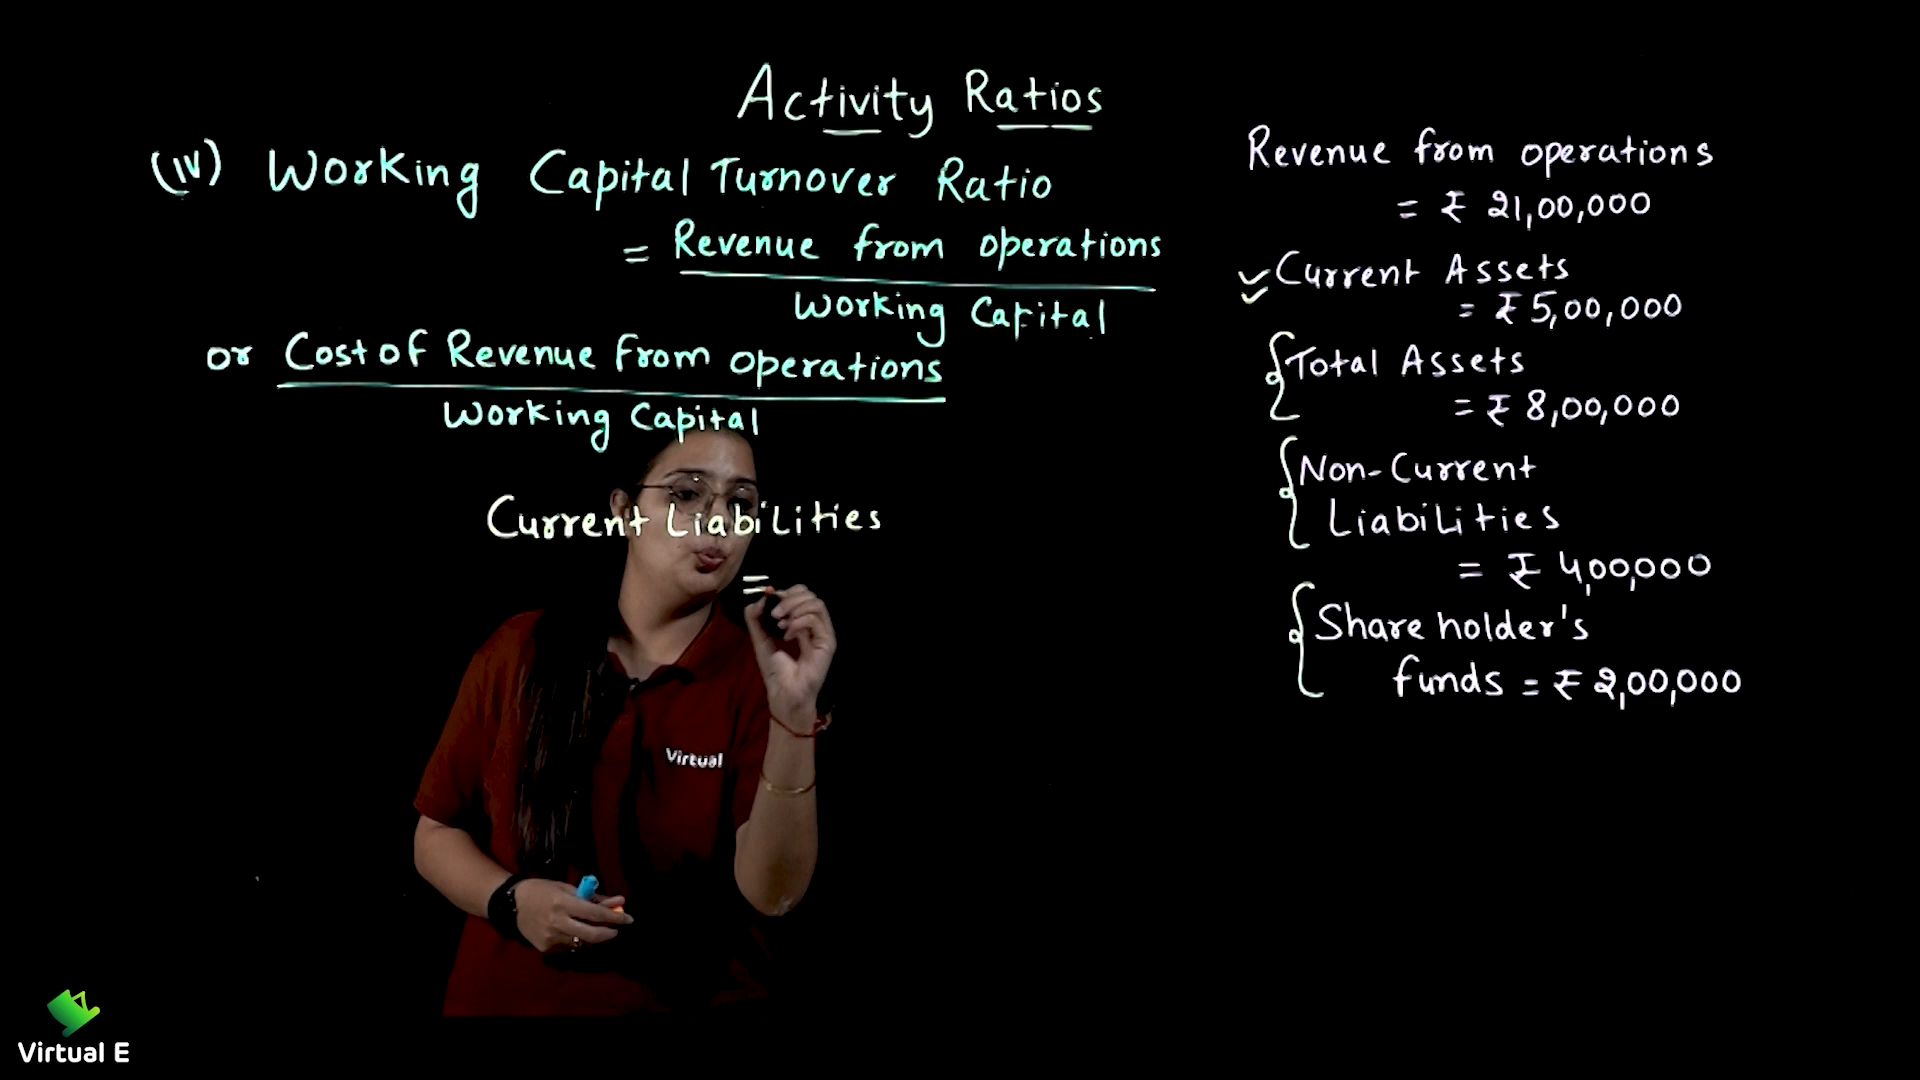 Activity Ratios
(iv) Working Capital Turnover Ratio
= Revenue from operations
Working Capital
or Cost of Revenue from operations
Working Capital
Current Liabilities
=
Revenue from operations
= ₹ 21,00,000
Current Assets
= ₹ 5,00,000
Total Assets
= ₹ 8,00,000
Non-Current
Liabilities
= ₹ 4,00,000
Share holder's
funds = ₹ 2,00,000
Virtual
Virtual E